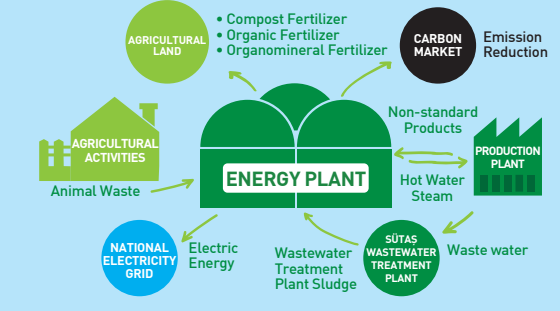 AGRICULTURAL
LAND
• Compost Fertilizer
• Organic Fertilizer
• Organomineral Fertilizer
CARBON
MARKET
Emission
Reduction
AGRICULTURAL
ACTIVITIES
Animal Waste
ENERGY PLANT
Non-standard
Products
Hot Water
Steam
PRODUCTION
PLANT
NATIONAL
ELECTRICITY
GRID
Electric
Energy
Wastewater
Treatment
Plant Sludge
SÜTAŞ
WASTEWATER
TREATMENT
PLANT
Waste water